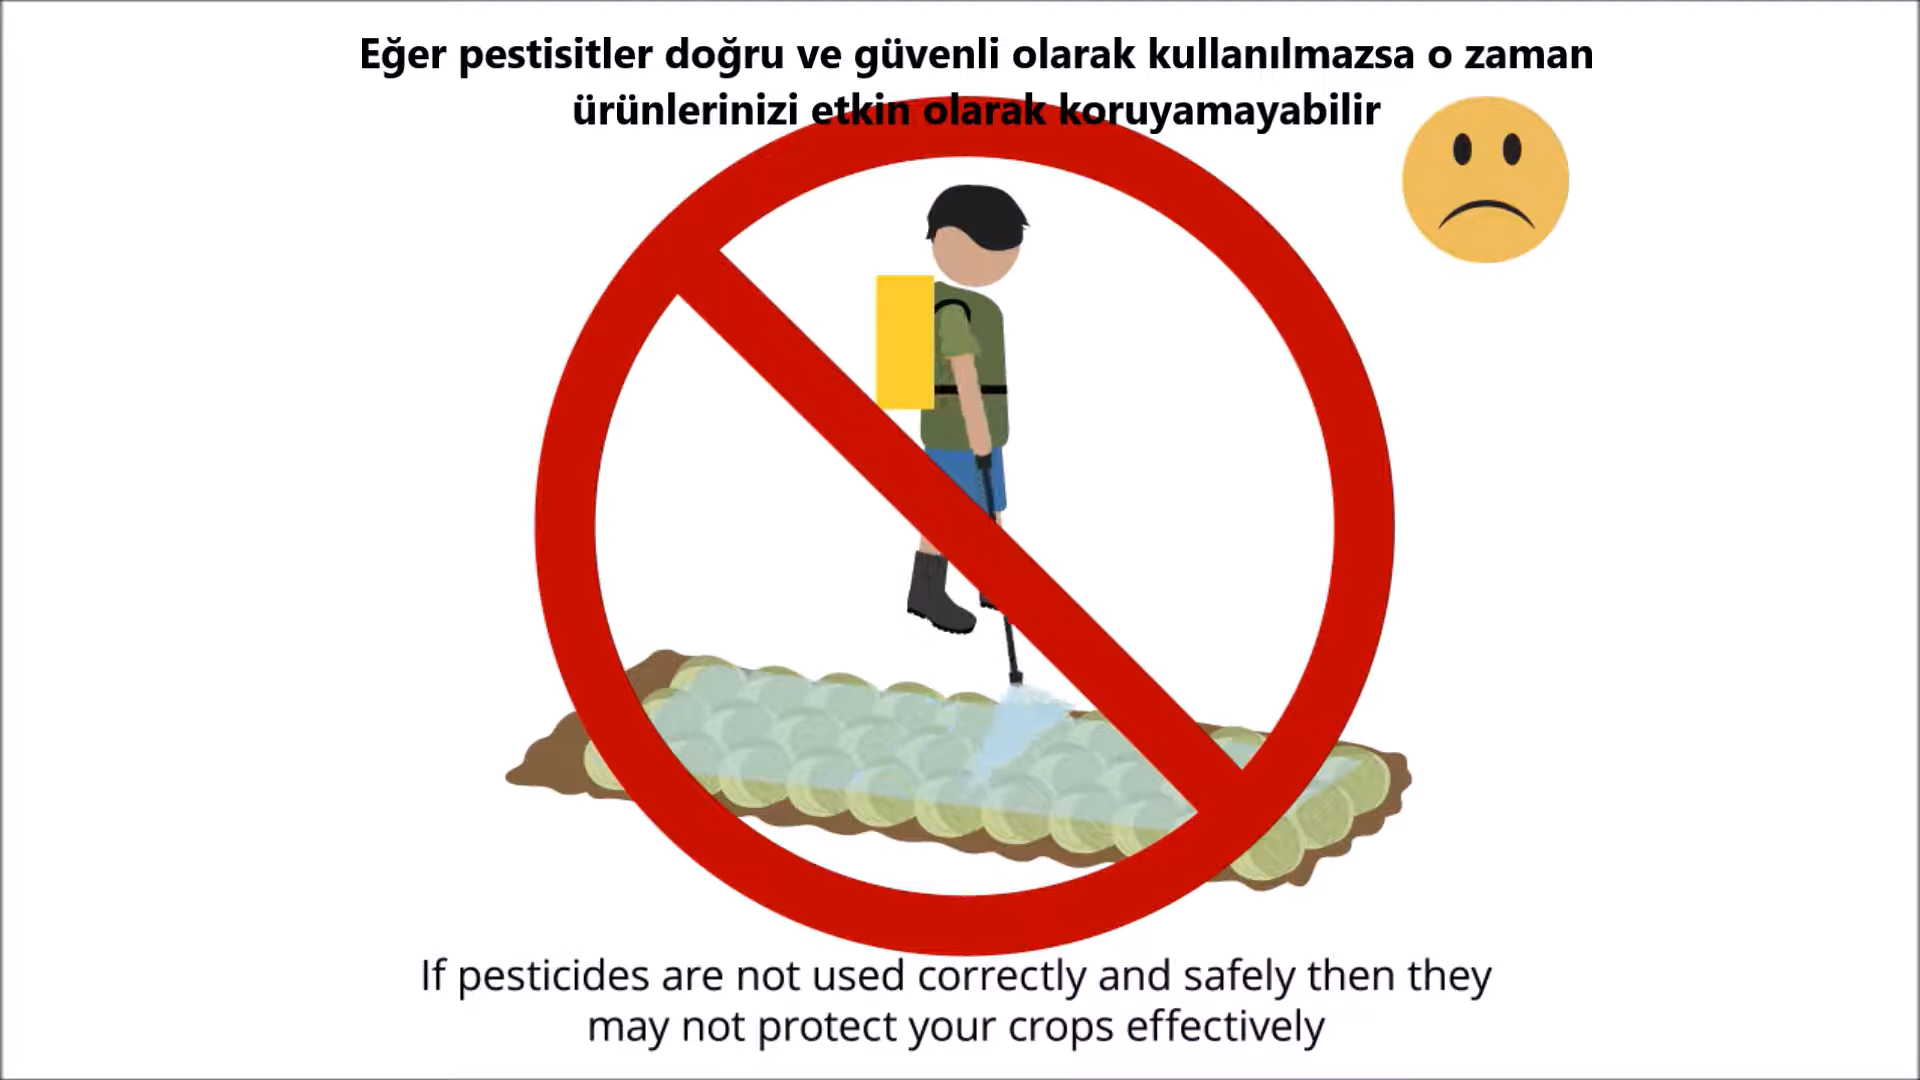 Eğer pestisitler doğru ve güvenli olarak kullanılmazsa o zaman
ürünlerinizi etkin olarak koruyamayabilir
If pesticides are not used correctly and safely then they
may not protect your crops effectively